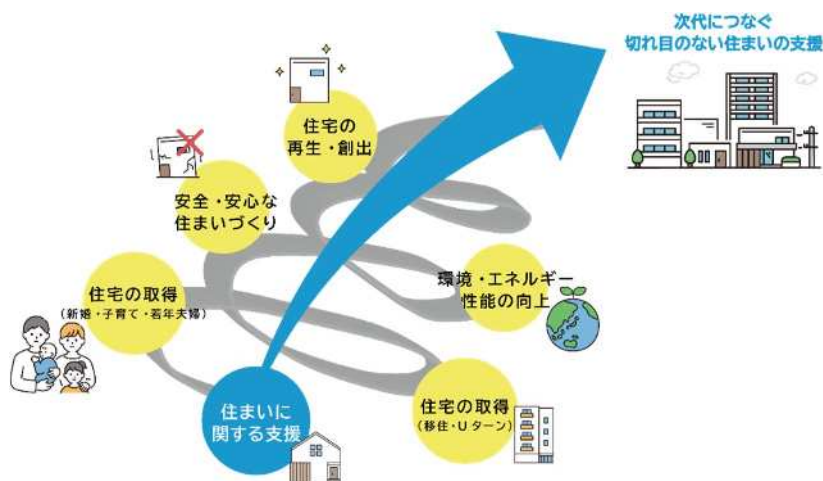 次代につなぐ
切れ目のない住まいの支援
住宅の
再生・創出
安全・安心な
住まいづくり
環境・エネルギー
性能の向上
住宅の取得
(新婚・子育て・若年夫婦)
住宅の取得
(移住・Uターン)
住まいに
関する支援